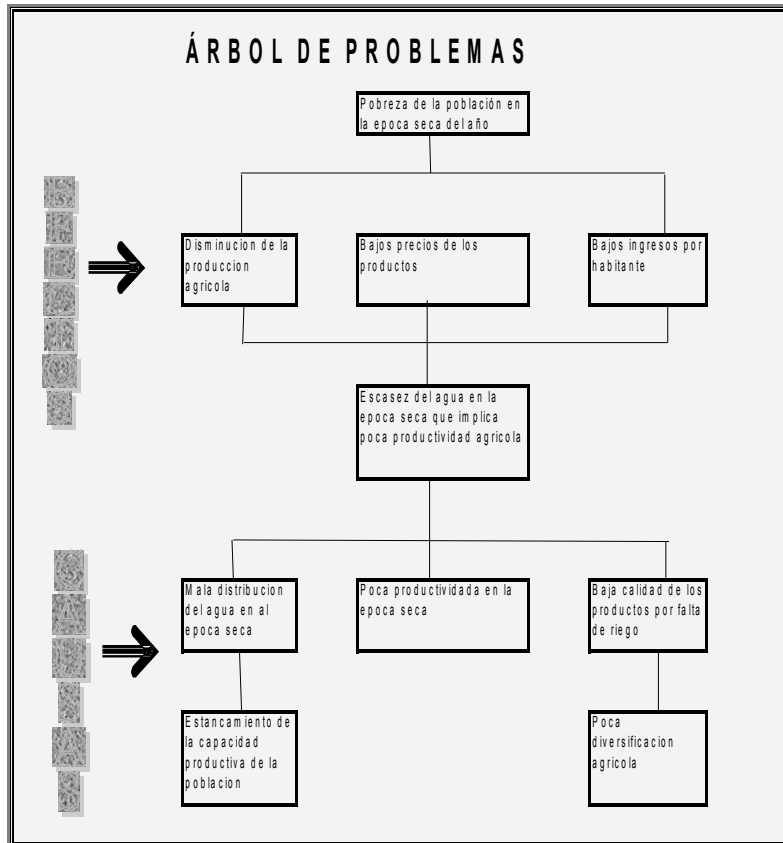 ÁRBOL DE PROBLEMAS
Pobreza de la población en
la epoca seca del año
EFECTOS
Disminucion de la
produccion
agricola
Bajos precios de los
productos
Bajos ingresos por
habitante
Escasez del agua en la
epoca seca que implica
poca productividad agricola
CAUSAS
Mala distribucion
del agua en al
epoca seca
Poca productividada en la
epoca seca
Baja calidad de los
productos por falta
de riego
Estancamiento de
la capacidad
productiva de la
poblacion
Poca
diversificacion
agricola